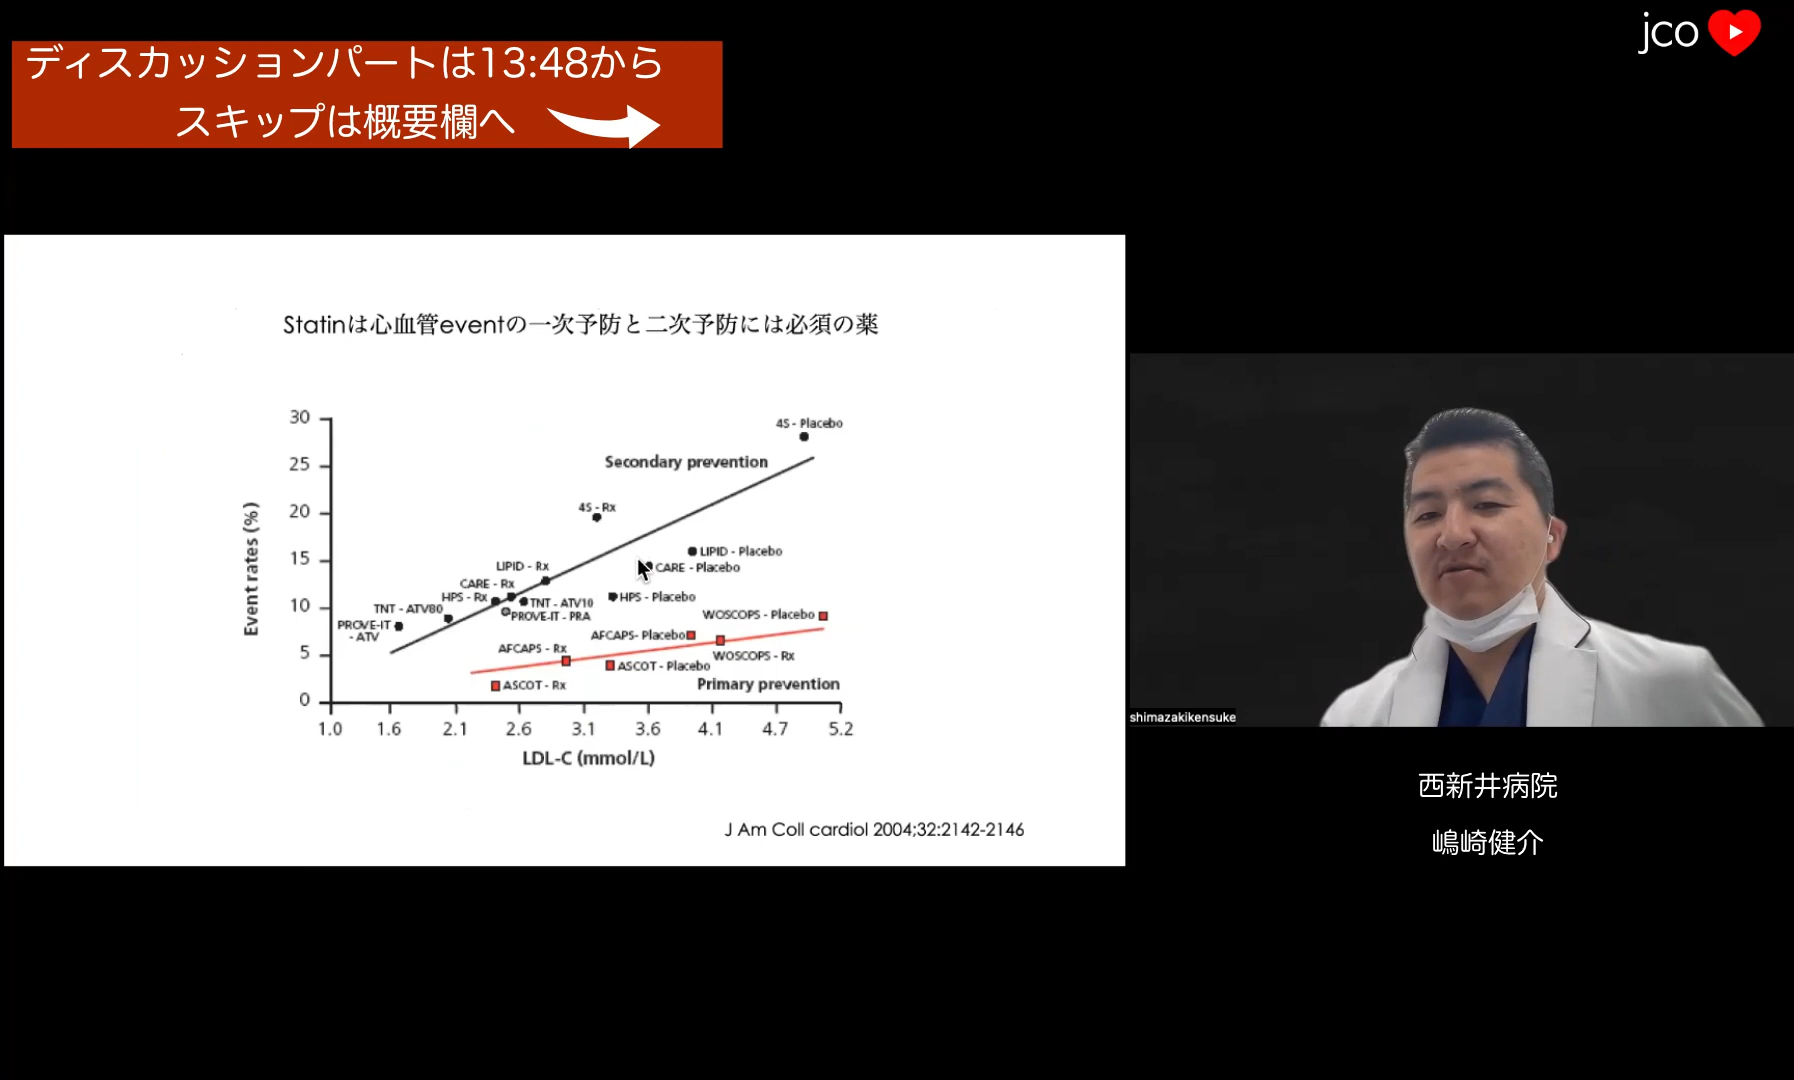 jco
ディスカッションパートは13:48から
スキップは概要欄へ
Statinは心血管eventの一次予防と二次予防には必須の薬
30
25
20
15
10
5
0
Event rates (%)
4S - Placebo
Secondary prevention
4S - Rx
LIPID - Placebo
LIPID - Rx
CARE - Placebo
CARE - Rx
HPS - Rx
HPS - Placebo
TNT - ATV10
TNT - ATV80
PROVE-IT - PRA
PROVE-IT
- ATV
WOSCOPS - Placebo
AFCAPS- Placebo
AFCAPS - Rx
WOSCOPS - Rx
ASCOT - Placebo
ASCOT - Rx
Primary prevention
1.0 1.6 2.1 2.6 3.1 3.6 4.1 4.7 5.2
LDL-C (mmol/L)
J Am Coll cardiol 2004;32:2142-2146
shimazakikensuke
西新井病院
嶋崎健介